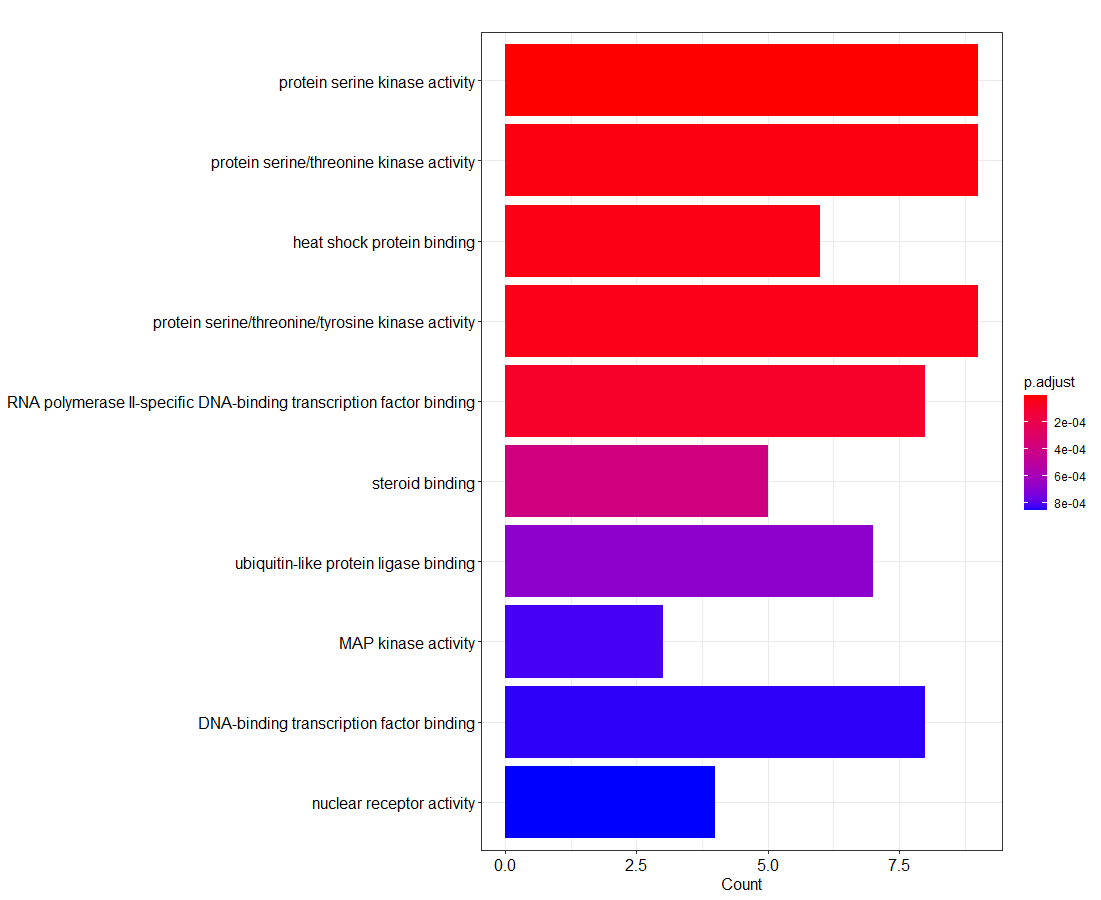 protein serine kinase activity
protein serine/threonine kinase activity
heat shock protein binding
protein serine/threonine/tyrosine kinase activity
RNA polymerase II-specific DNA-binding transcription factor binding
steroid binding
ubiquitin-like protein ligase binding
MAP kinase activity
DNA-binding transcription factor binding
nuclear receptor activity
0.0 2.5 5.0 7.5
Count
p.adjust
2e-04
4e-04
6e-04
8e-04